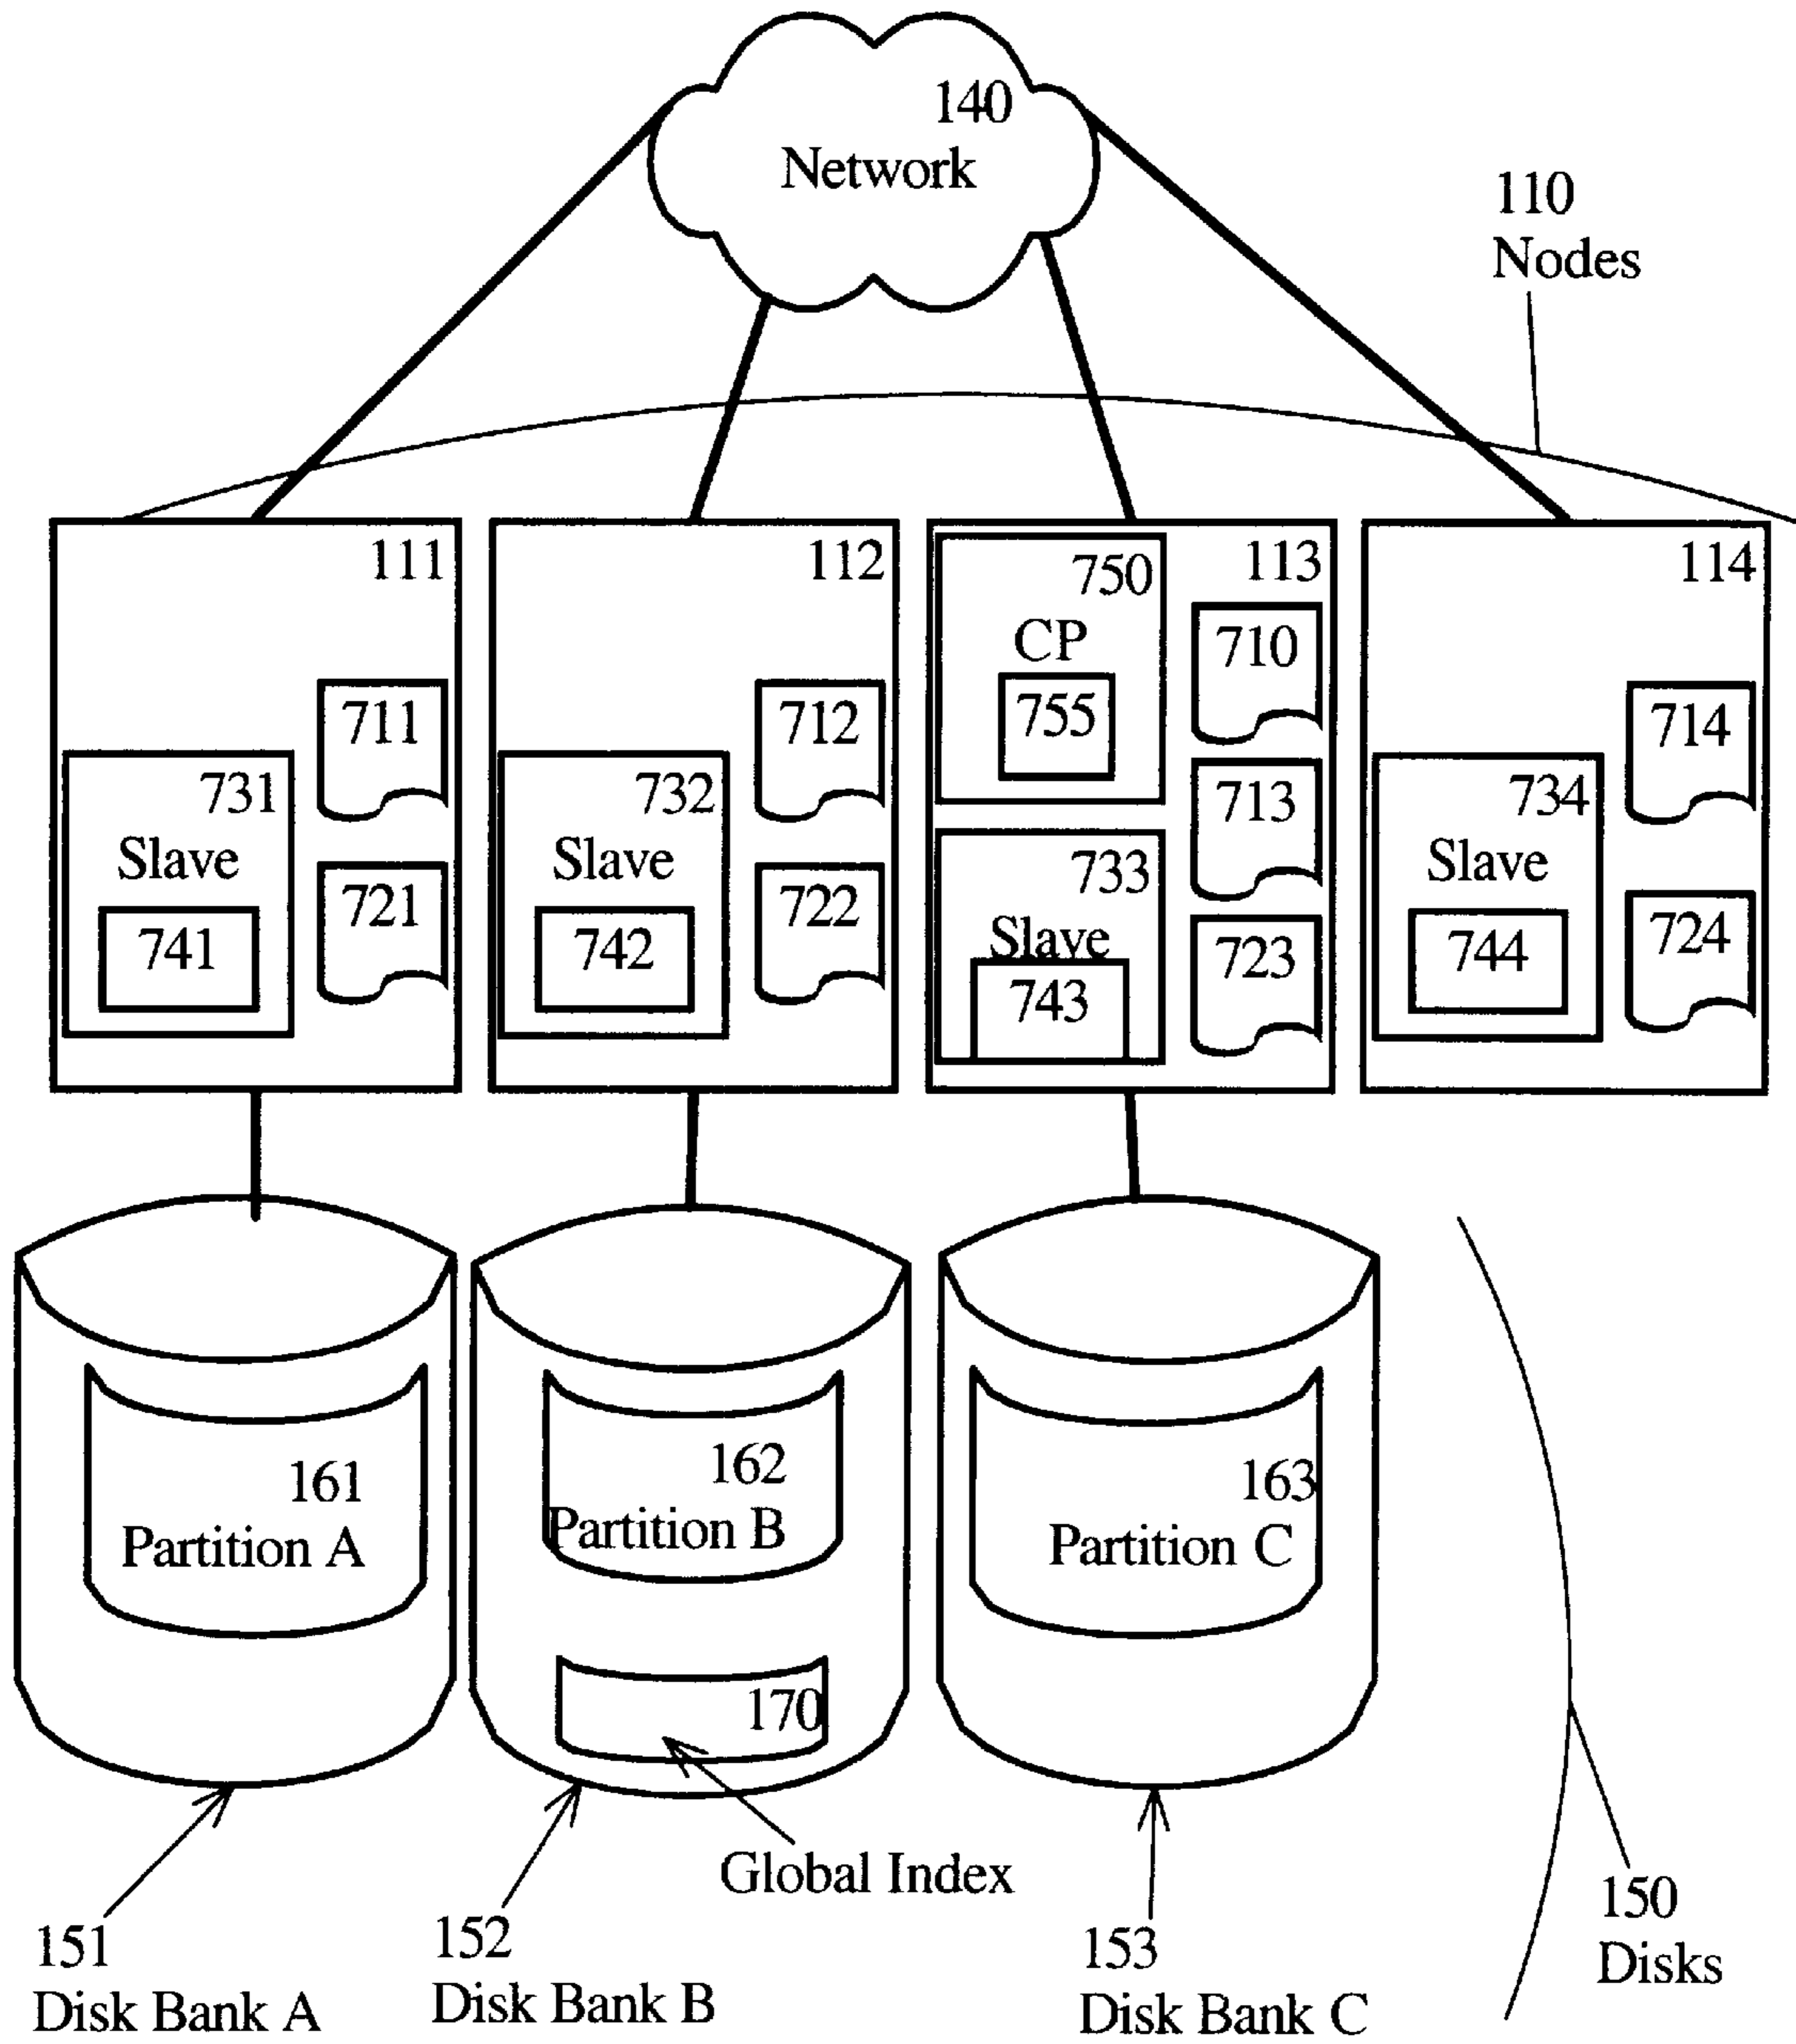 140
Network
110
Nodes
111
711
731
Slave
721
741
112
712
732
Slave
722
742
750
113
CP
710
755
713
733
Slave
723
743
114
714
734
Slave
724
744
161
Partition A
162
Partition B
163
Partition C
170
Global Index
151
Disk Bank A
152
Disk Bank B
153
Disk Bank C
150
Disks